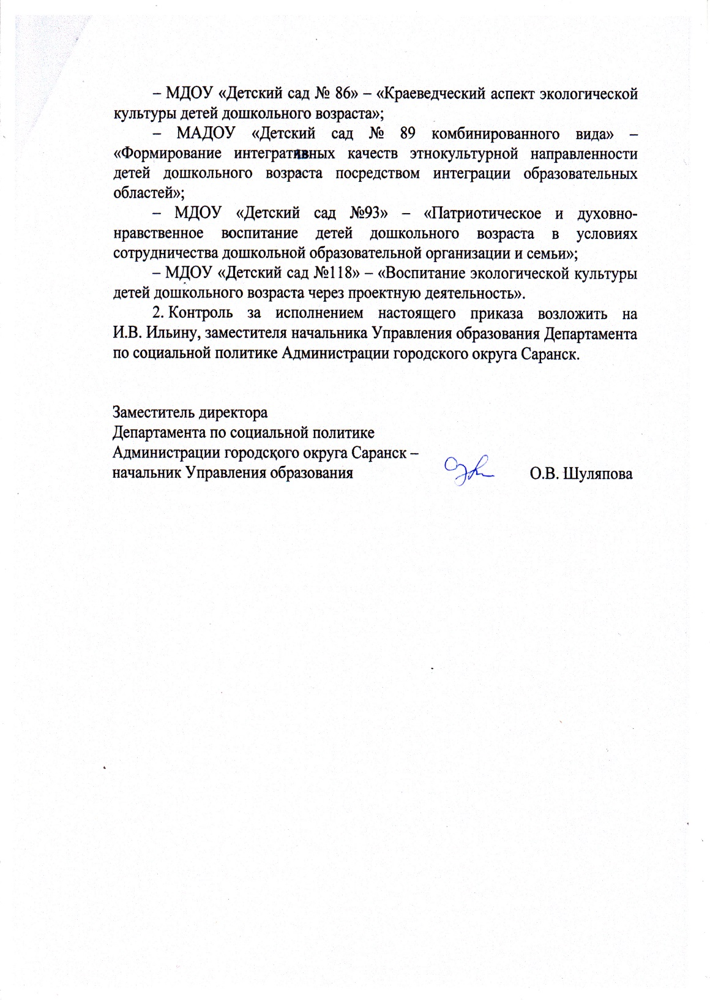 – МДОУ «Детский сад № 86» – «Краеведческий аспект экологической
культуры детей дошкольного возраста»;
– МАДОУ «Детский сад № 89 комбинированного вида» –
«Формирование интегративных качеств этнокультурной направленности
детей дошкольного возраста посредством интеграции образовательных
областей»;
– МДОУ «Детский сад №93» – «Патриотическое и духовно-
нравственное воспитание детей дошкольного возраста в условиях
сотрудничества дошкольной образовательной организации и семьи»;
– МДОУ «Детский сад №118» – «Воспитание экологической культуры
детей дошкольного возраста через проектную деятельность».
2. Контроль за исполнением настоящего приказа возложить на
И.В. Ильину, заместителя начальника Управления образования Департамента
по социальной политике Администрации городского округа Саранск.
Заместитель директора
Департамента по социальной политике
Администрации городского округа Саранск –
начальник Управления образования О.В. Шуляпова